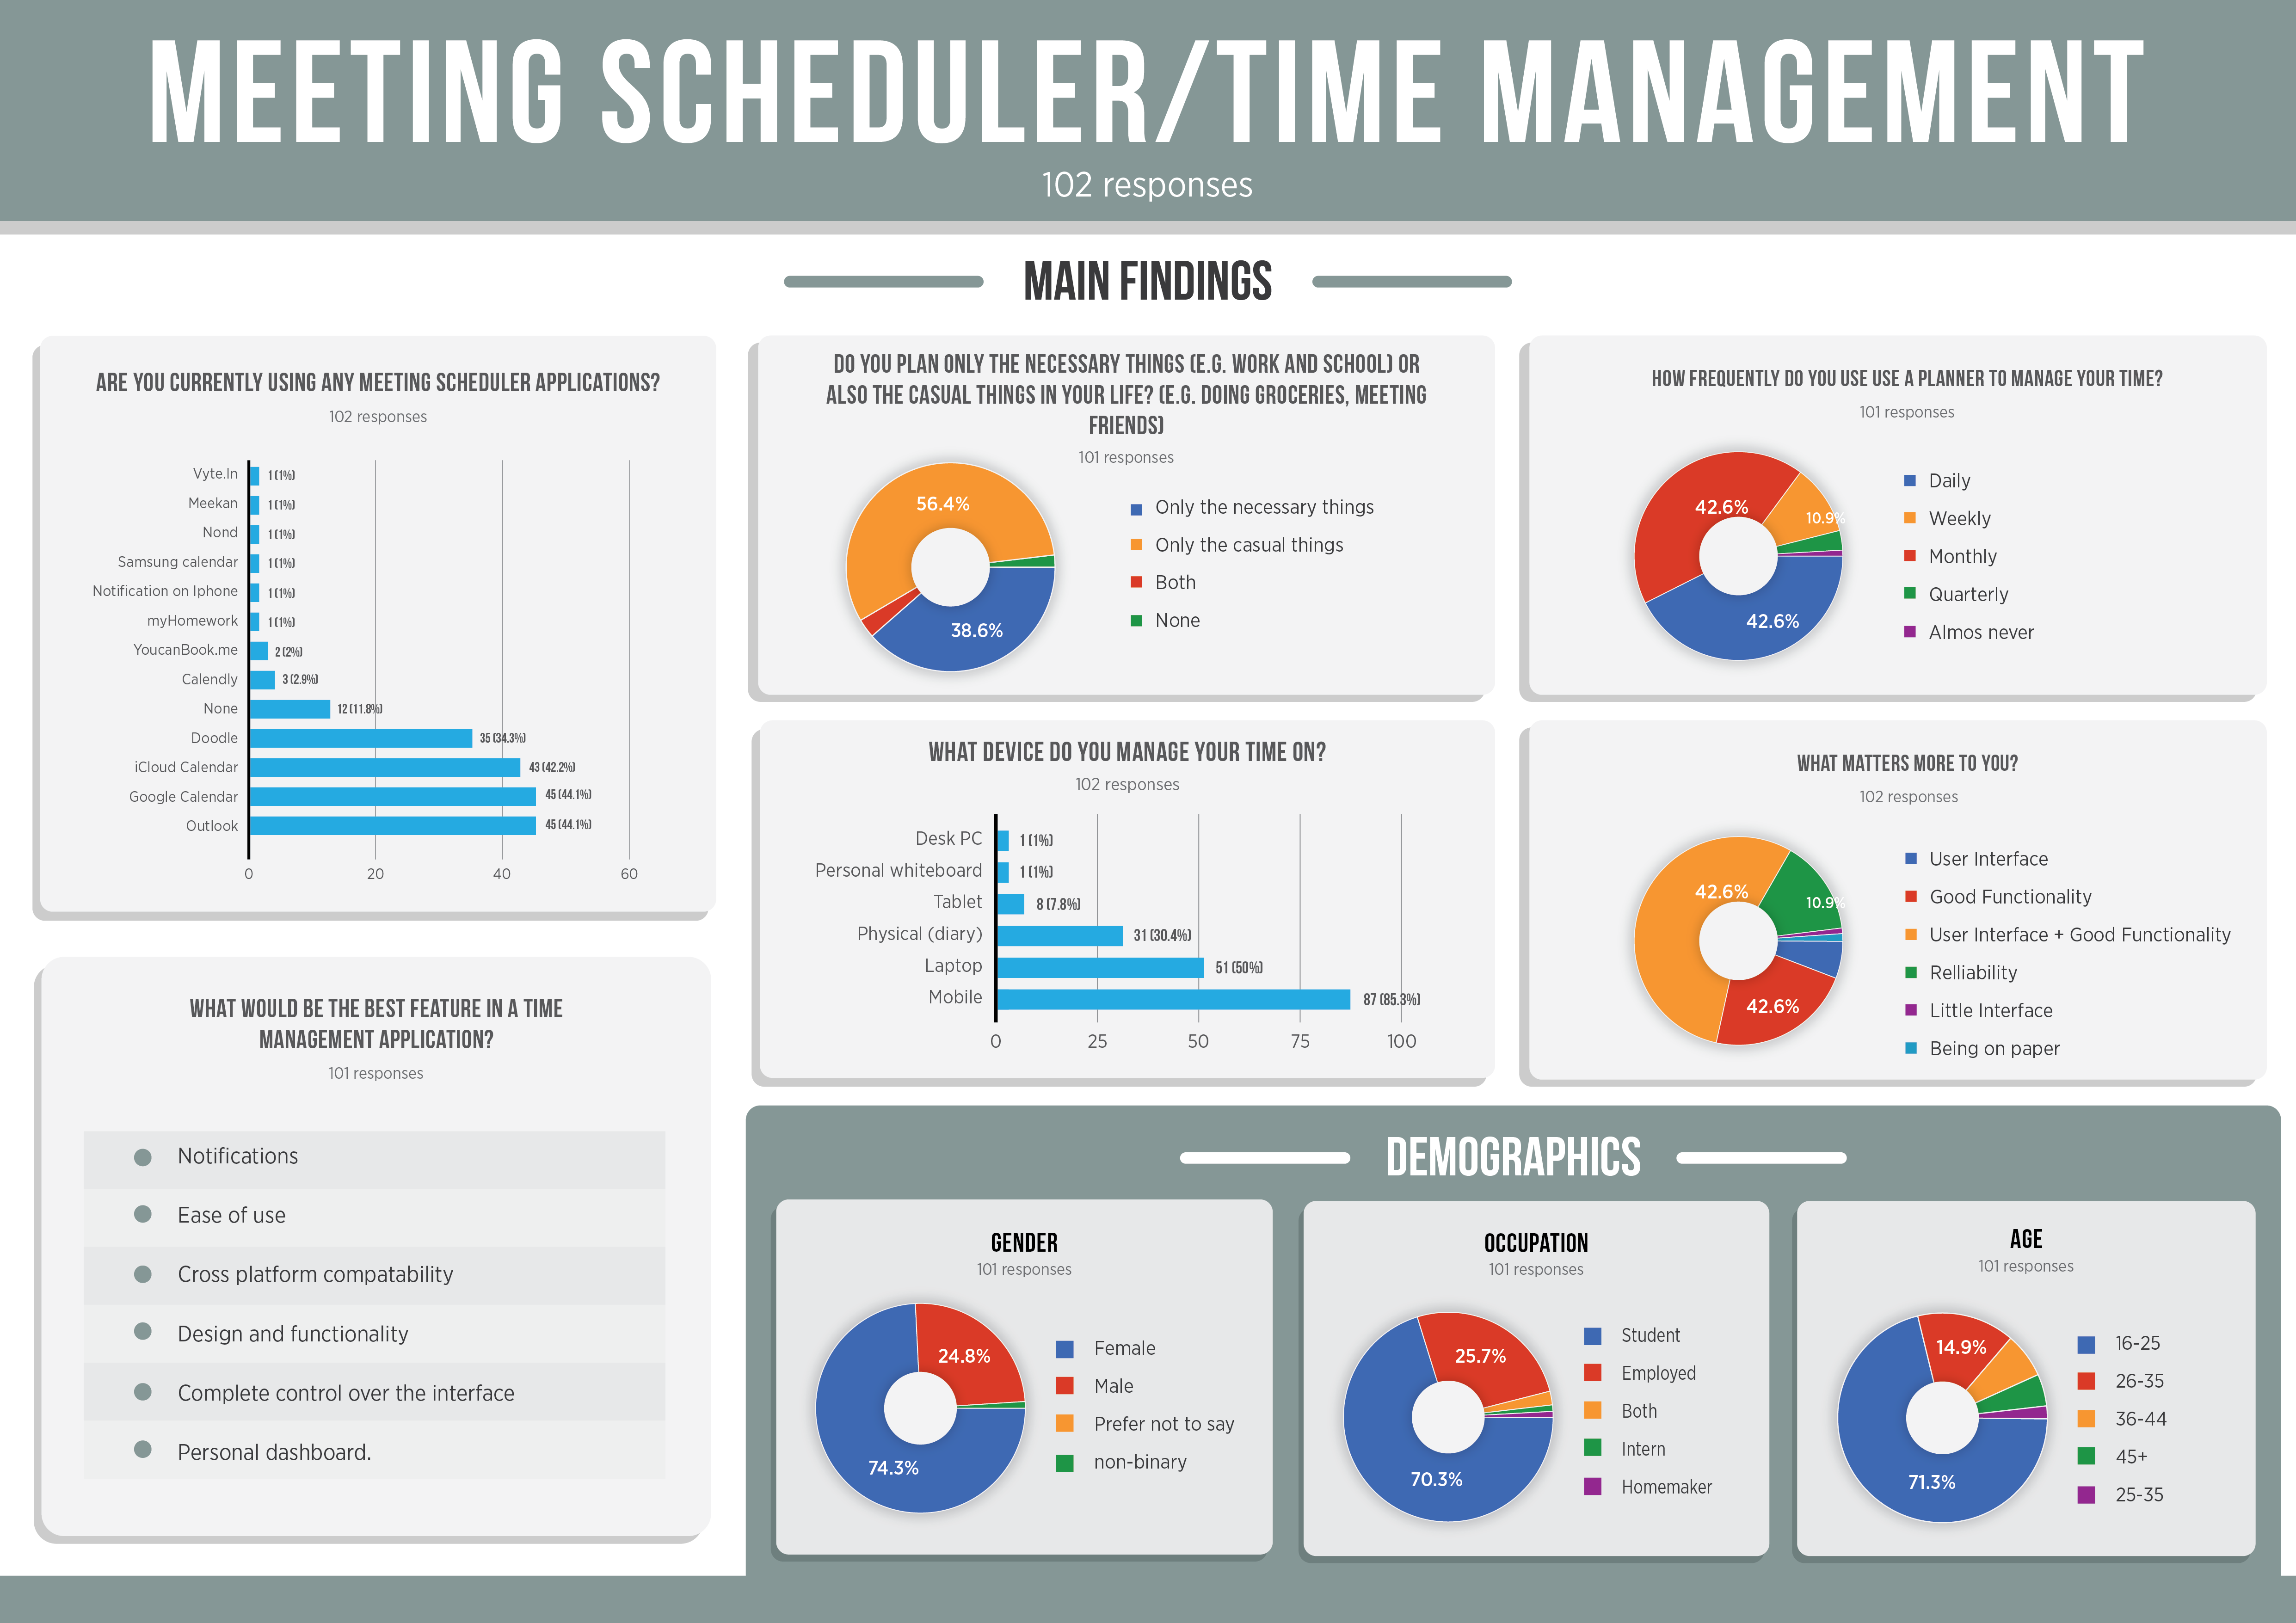 MEETING SCHEDULER/TIME MANAGEMENT
102 responses
MAIN FINDINGS
ARE YOU CURRENTLY USING ANY MEETING SCHEDULER APPLICATIONS?
102 responses
Vyte.In 1 (1%)
Meekan 1 (1%)
Nond 1 (1%)
Samsung calendar 1 (1%)
Notification on Iphone 1 (1%)
myHomework 1 (1%)
YoucanBook.me 2 (2%)
Calendly 3 (2.9%)
None 12 (11.8%)
Doodle 35 (34.3%)
iCloud Calendar 43 (42.2%)
Google Calendar 45 (44.1%)
Outlook 45 (44.1%)
0 20 40 60
DO YOU PLAN ONLY THE NECESSARY THINGS (E.G. WORK AND SCHOOL) OR
ALSO THE CASUAL THINGS IN YOUR LIFE? (E.G. DOING GROCERIES, MEETING
FRIENDS)
101 responses
56.4%
38.6%
Only the necessary things
Only the casual things
Both
None
HOW FREQUENTLY DO YOU USE USE A PLANNER TO MANAGE YOUR TIME?
101 responses
42.6%
10.9%
42.6%
Daily
Weekly
Monthly
Quarterly
Almos never
WHAT DEVICE DO YOU MANAGE YOUR TIME ON?
102 responses
Desk PC 1 (1%)
Personal whiteboard 1 (1%)
Tablet 8 (7.8%)
Physical (diary) 31 (30.4%)
Laptop 51 (50%)
Mobile 87 (85.3%)
0 25 50 75 100
WHAT MATTERS MORE TO YOU?
102 responses
42.6%
10.9%
42.6%
User Interface
Good Functionality
User Interface + Good Functionality
Relliability
Little Interface
Being on paper
WHAT WOULD BE THE BEST FEATURE IN A TIME
MANAGEMENT APPLICATION?
101 responses
Notifications
Ease of use
Cross platform compatability
Design and functionality
Complete control over the interface
Personal dashboard.
DEMOGRAPHICS
GENDER
101 responses
24.8%
74.3%
Female
Male
Prefer not to say
non-binary
OCCUPATION
101 responses
25.7%
70.3%
Student
Employed
Both
Intern
Homemaker
AGE
101 responses
14.9%
71.3%
16-25
26-35
36-44
45+
25-35